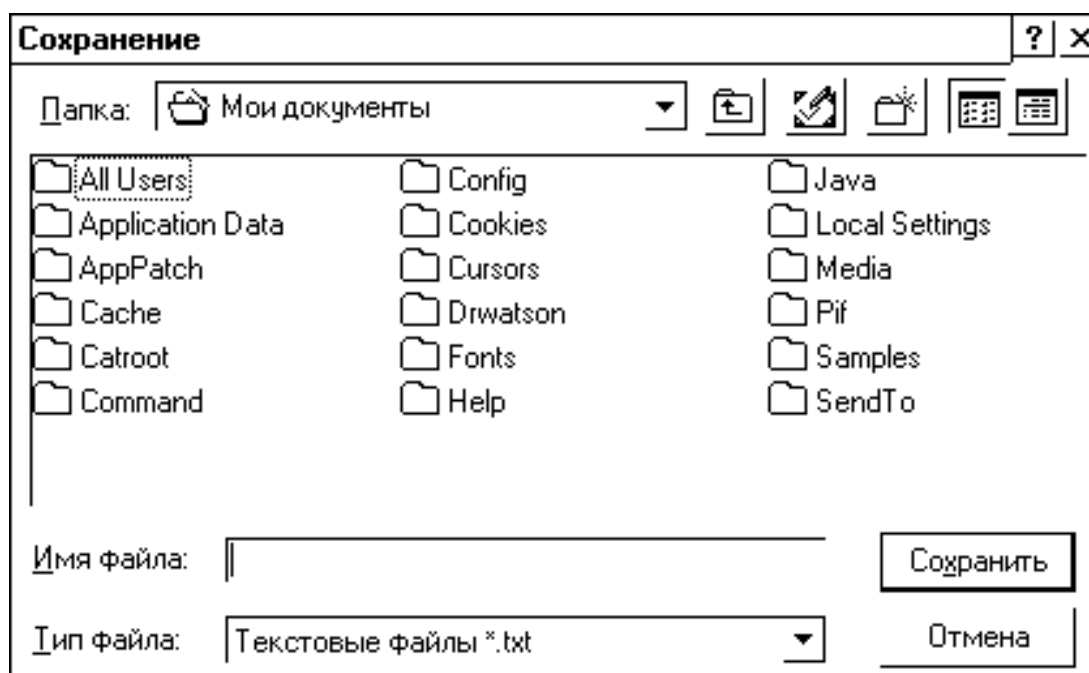 Сохранение ? ×
Папка: Мои документы
All Users Config Java
Application Data Cookies Local Settings
AppPatch Cursors Media
Cache Drwatson Pif
Catroot Fonts Samples
Command Help SendTo
Имя файла: Сохранить
Тип файла: Текстовые файлы *.txt Отмена